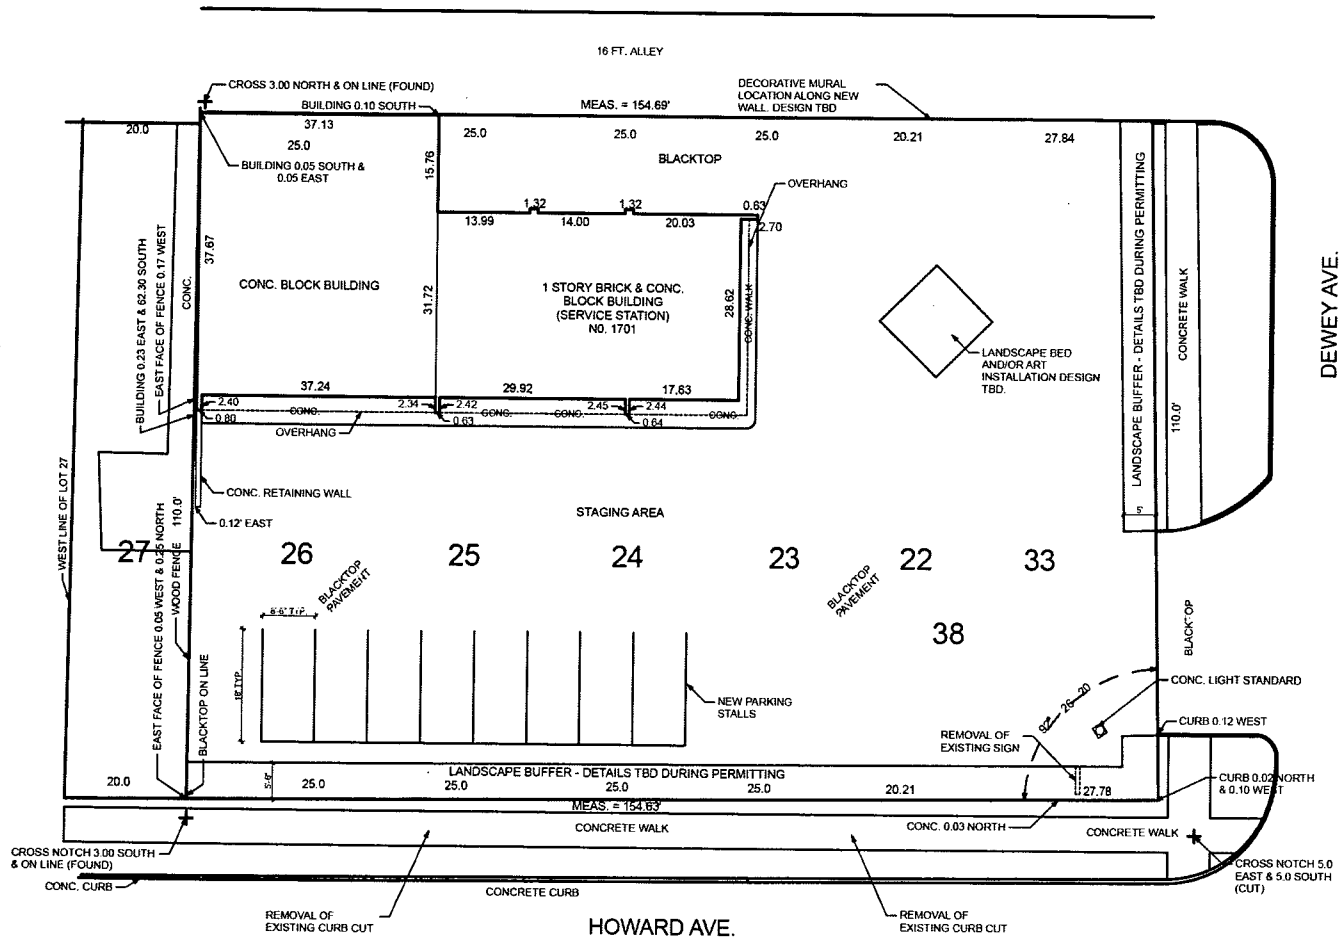 16 FT. ALLEY
CROSS 3.00 NORTH & ON LINE (FOUND)
BUILDING 0.10 SOUTH
MEAS. = 154.69'
DECORATIVE MURAL
LOCATION ALONG NEW
WALL. DESIGN TBD
20.0
37.13
25.0
25.0
25.0
25.0
20.21
27.84
BUILDING 0.05 SOUTH &
0.05 EAST
15.76
BLACKTOP
OVERHANG
1.32
1.32
0.63
13.99
14.00
20.03
2.70
37.67
CONC.
BUILDING 0.23 EAST & 62.30 SOUTH
EAST FACE OF FENCE 0.17 WEST
CONC. BLOCK BUILDING
31.72
1 STORY BRICK & CONC.
BLOCK BUILDING
(SERVICE STATION)
N0. 1701
28.62
CONC. WALK
LANDSCAPE BED
AND/OR ART
INSTALLATION DESIGN
TBD.
LANDSCAPE BUFFER - DETAILS TBD DURING PERMITTING
CONCRETE WALK
110.0'
5'
DEWEY AVE.
37.24
29.92
17.63
2.40
0.80
CONC.
2.34
2.42
0.63
CONC.
CONC.
2.45
2.44
0.64
CONC.
OVERHANG
CONC. RETAINING WALL
0.12' EAST
STAGING AREA
WEST LINE OF LOT 27
27
26
25
24
23
22
33
38
EAST FACE OF FENCE 0.05 WEST & 0.25 NORTH
WOOD FENCE
110.0'
BLACKTOP ON LINE
BLACKTOP
PAVEMENT
BLACKTOP
PAVEMENT
BLACKTOP
8'-6" TYP.
18' TYP.
NEW PARKING
STALLS
92°-26-20
CONC. LIGHT STANDARD
CURB 0.12 WEST
REMOVAL OF
EXISTING SIGN
CURB 0.02 NORTH
& 0.10 WEST
LANDSCAPE BUFFER - DETAILS TBD DURING PERMITTING
5'-6"
20.0
25.0
25.0
25.0
25.0
20.21
27.78
MEAS. = 154.63'
CONC. 0.03 NORTH
CONCRETE WALK
CONCRETE WALK
CROSS NOTCH 3.00 SOUTH
& ON LINE (FOUND)
CROSS NOTCH 5.0
EAST & 5.0 SOUTH
(CUT)
CONC. CURB
CONCRETE CURB
REMOVAL OF
EXISTING CURB CUT
HOWARD AVE.
REMOVAL OF
EXISTING CURB CUT